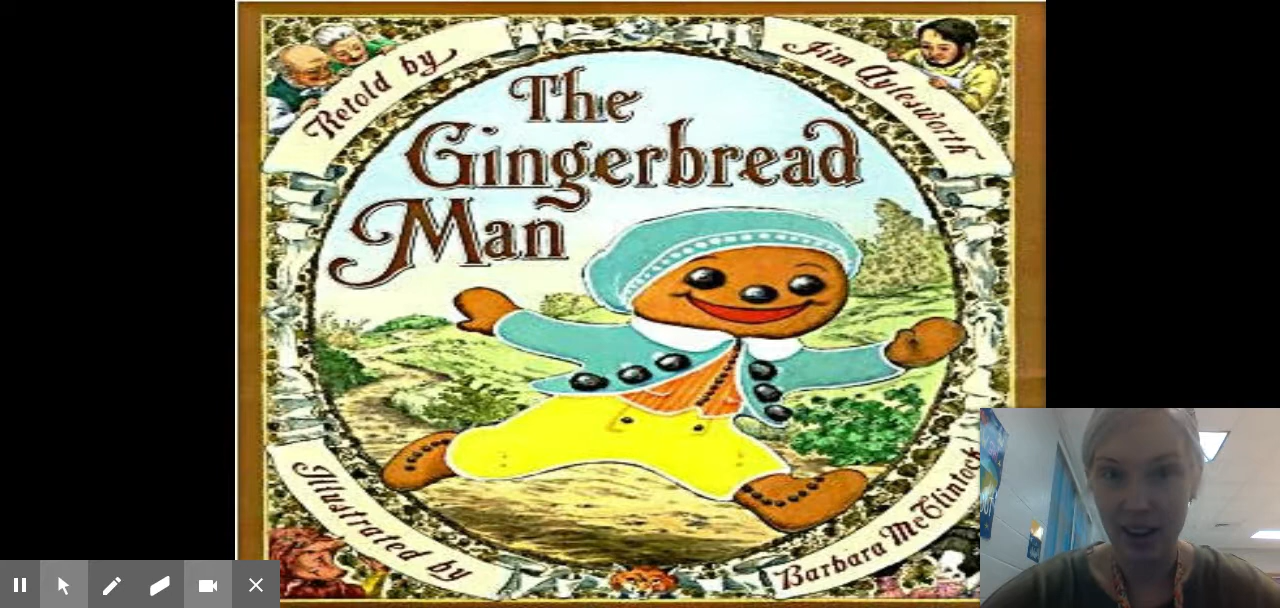 Retold by
Jim Aylesworth
The
Gingerbread
Man
Illustrated by
Barbara McClintock